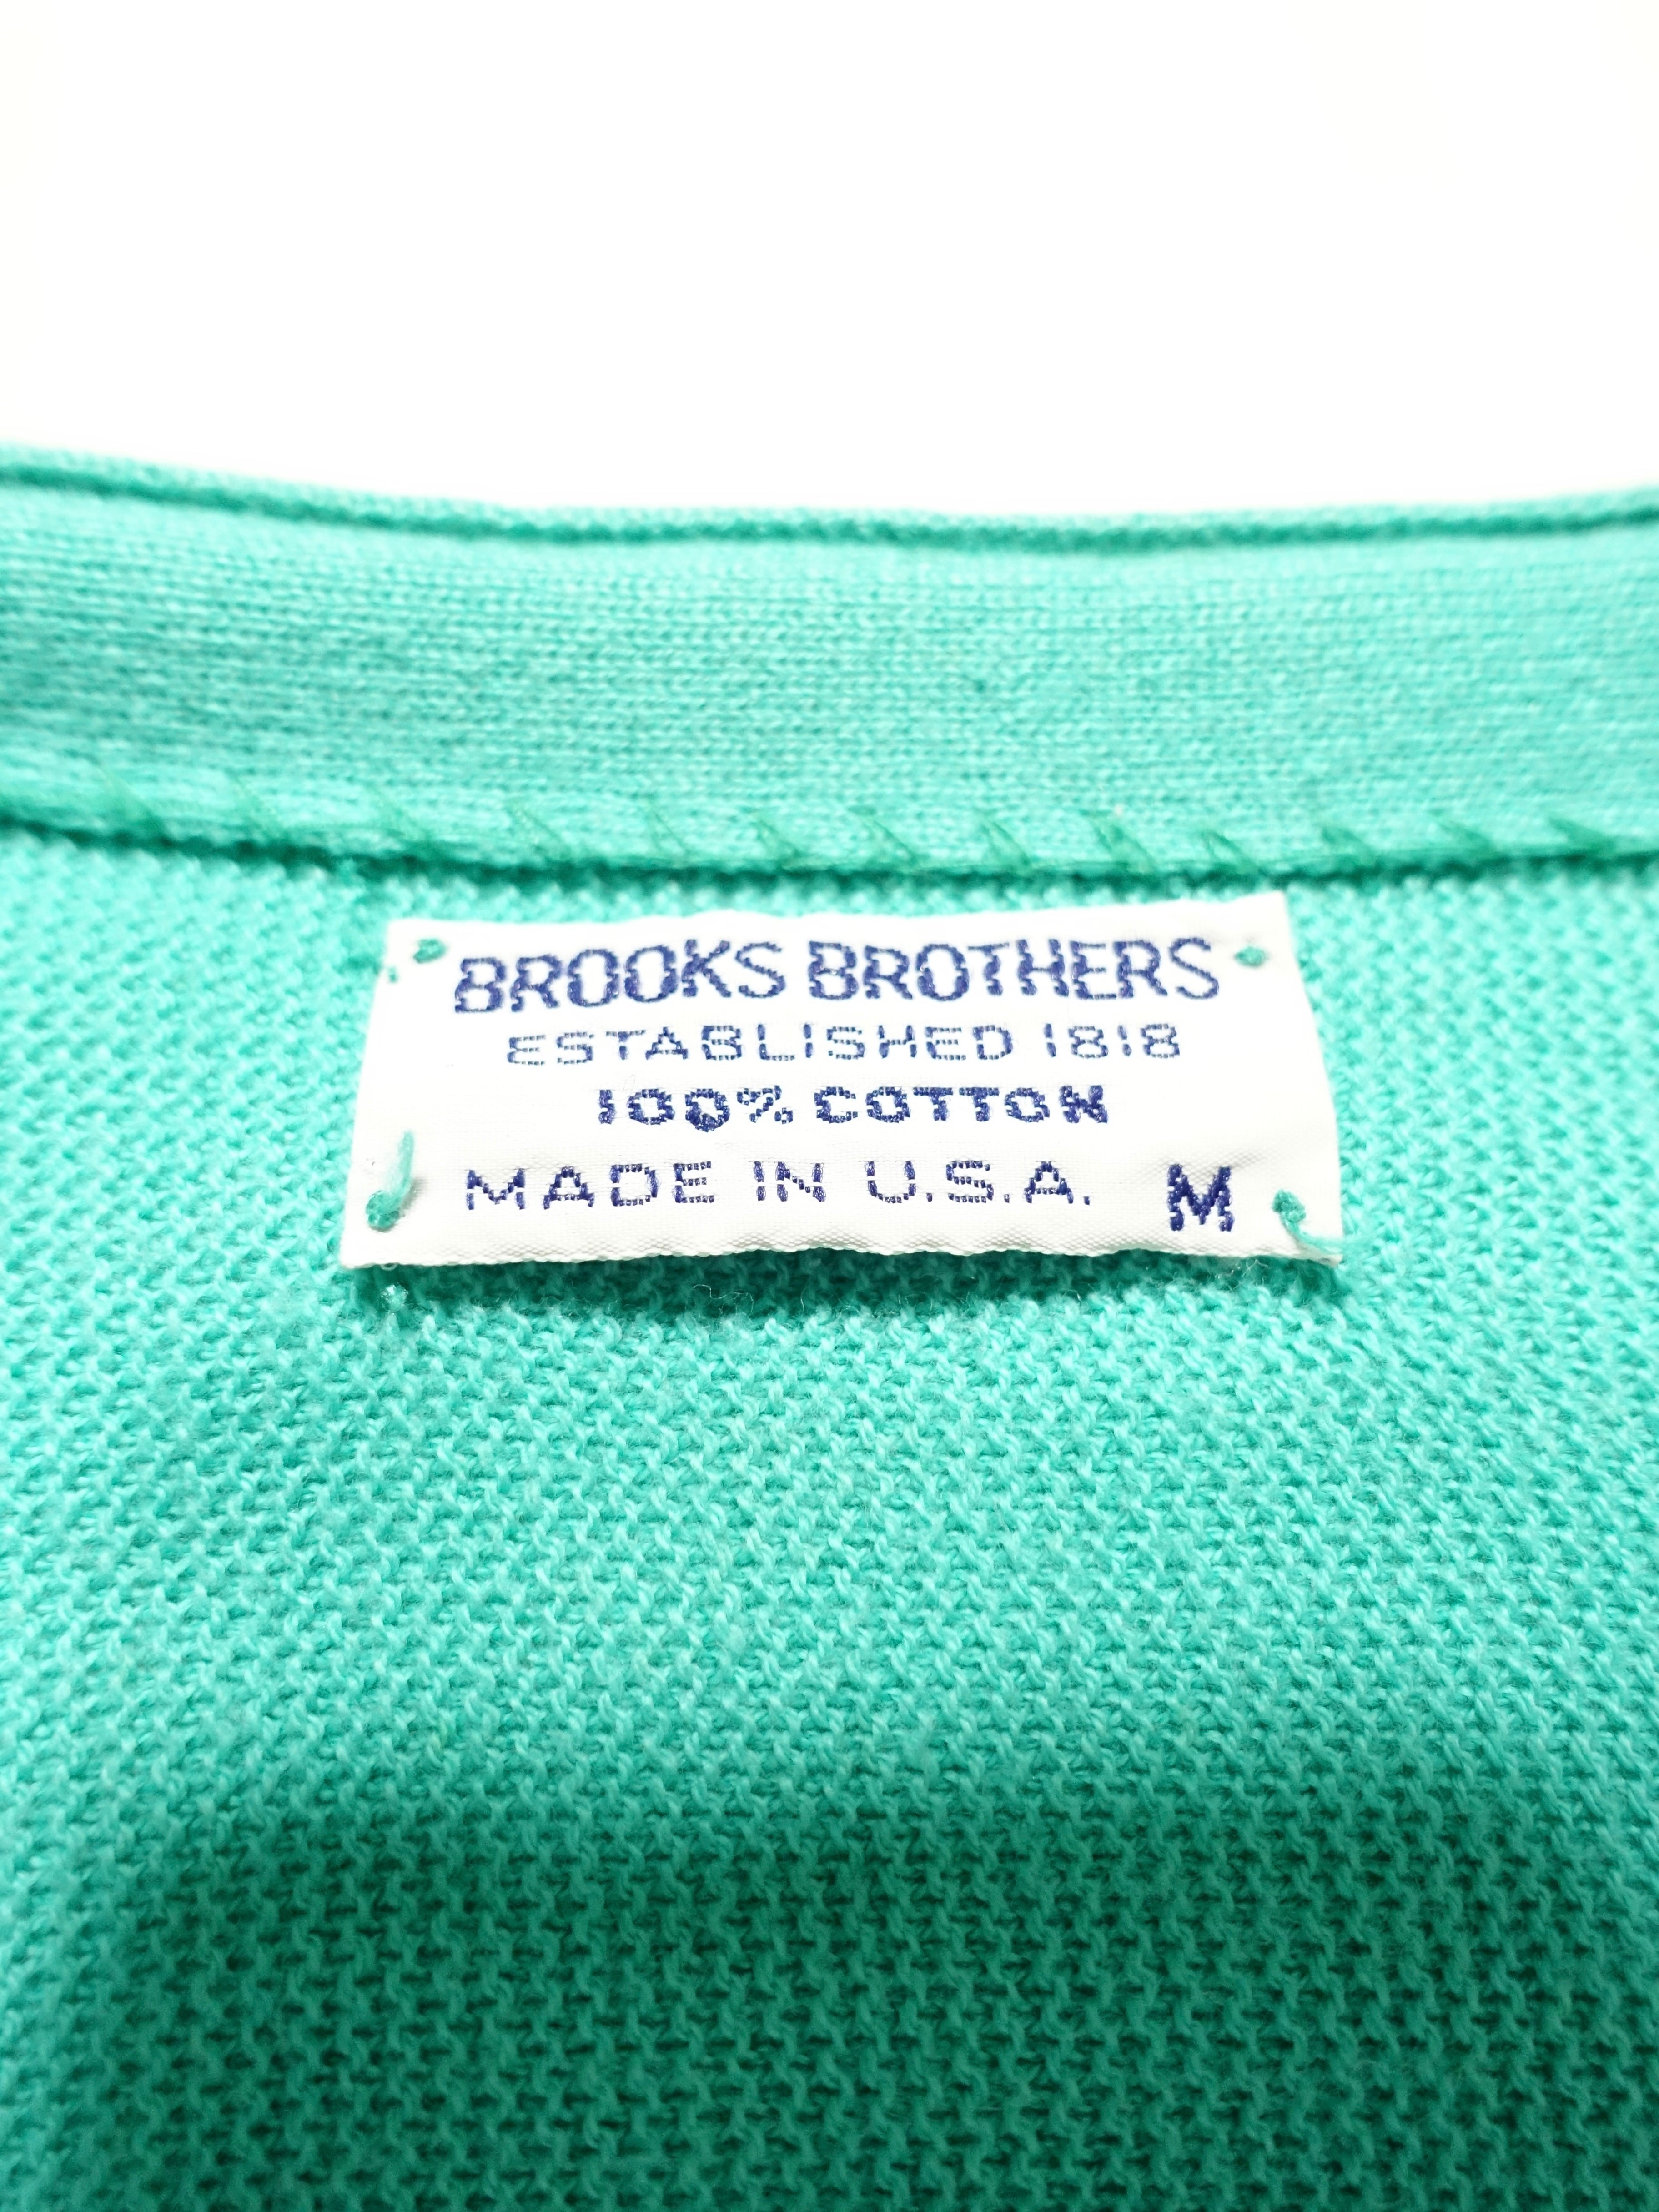 BROOKS BROTHERS
ESTABLISHED 1818
100% COTTON
MADE IN U.S.A. M